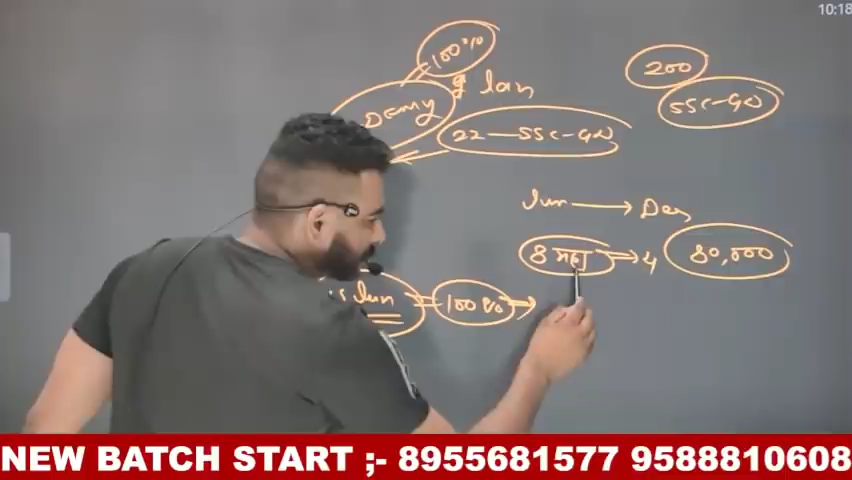 10:18
100%
g Jan
DEMY
22 — SSC-GD
200
SSC-GD
Jun → Dec
8 महा → 4
80,000
Jun = 100% →
NEW BATCH START ;- 8955681577 9588810608